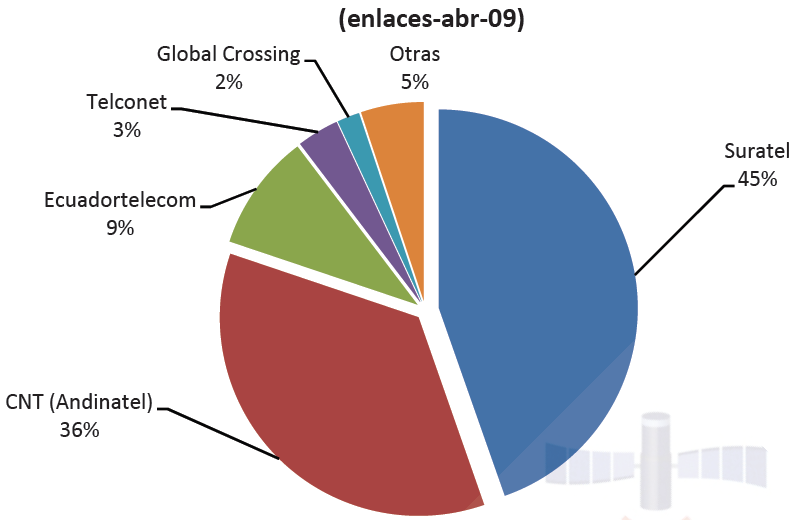 (enlaces-abr-09)
Global Crossing
2%
Otras
5%
Telconet
3%
Suratel
45%
Ecuadortelecom
9%
CNT (Andinatel)
36%